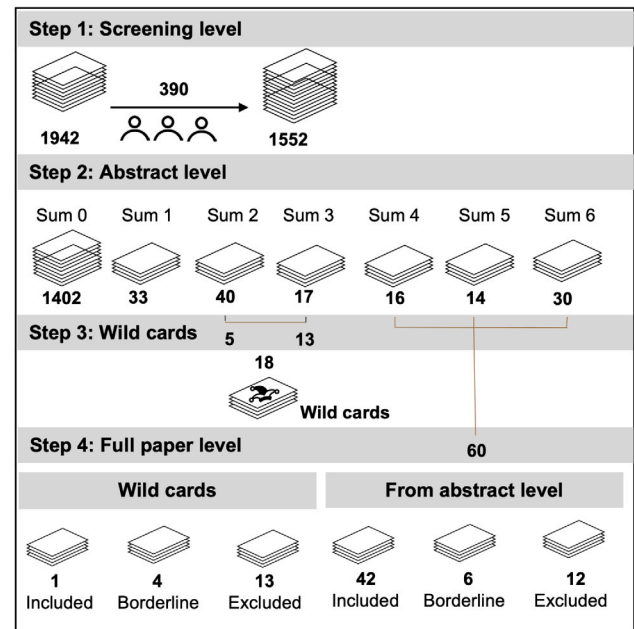 Step 1: Screening level
390
1942
1552
Step 2: Abstract level
Sum 0 Sum 1 Sum 2 Sum 3 Sum 4 Sum 5 Sum 6
1402 33 40 17 16 14 30
Step 3: Wild cards 5 13
18
Wild cards
Step 4: Full paper level 60
Wild cards From abstract level
1 4 13 42 6 12
Included Borderline Excluded Included Borderline Excluded